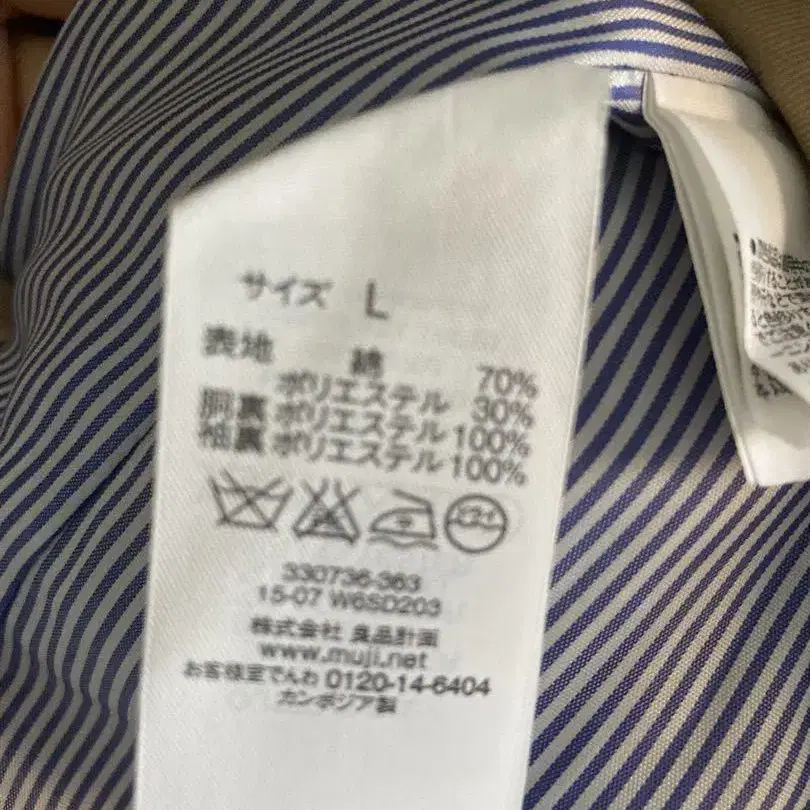 サイズ L
表地 綿 70%
ポリエステル 30%
胴裏 ポリエステル 100%
袖裏 ポリエステル 100%
330736-363
15-07 W6SD203
株式会社 良品計画
www.muji.net
お客様室でんわ 0120-14-6404
カンボジア製